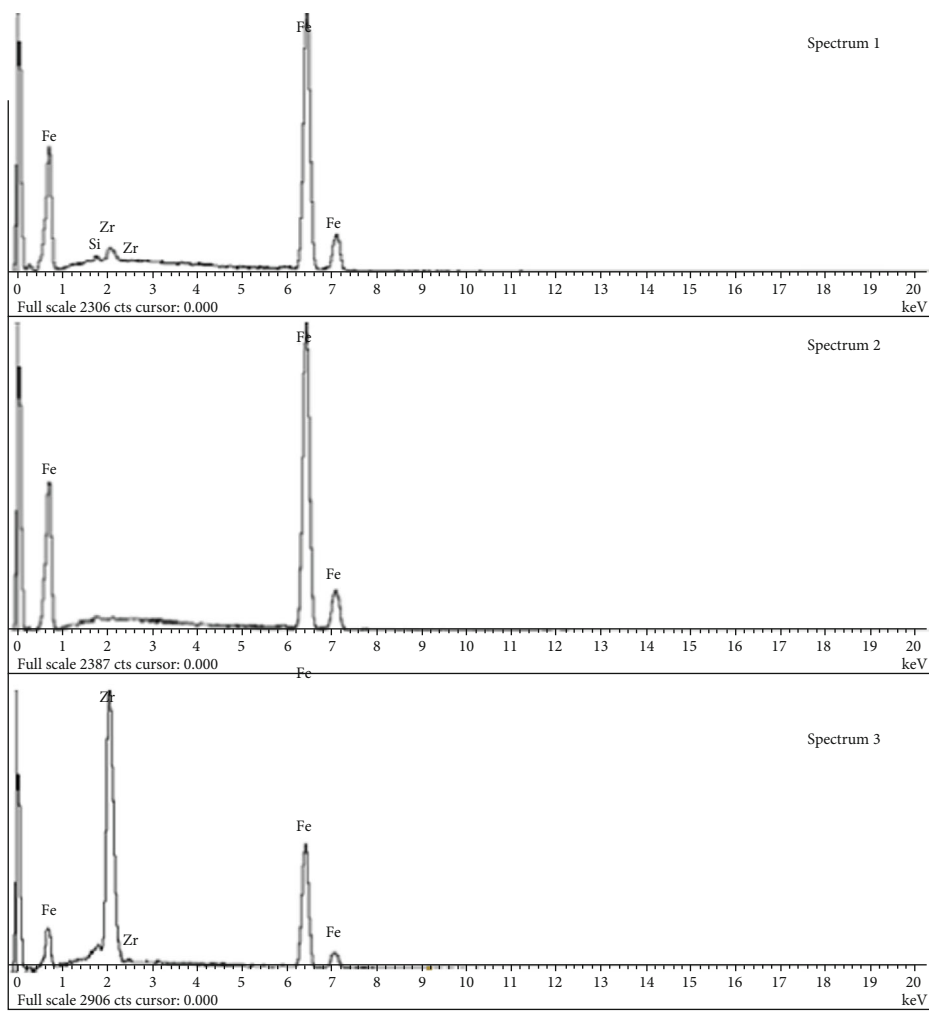 Fe
Spectrum 1
Fe
Zr
Fe
Si
Zr
0 1 2 3 4 5 6 7 8 9 10 11 12 13 14 15 16 17 18 19 20
Full scale 2306 cts cursor: 0.000
keV
Fe
Spectrum 2
Fe
Fe
0 1 2 3 4 5 6 7 8 9 10 11 12 13 14 15 16 17 18 19 20
Full scale 2387 cts cursor: 0.000
keV
Fe
Zr
Spectrum 3
Fe
Fe
Fe
Zr
0 1 2 3 4 5 6 7 8 9 10 11 12 13 14 15 16 17 18 19 20
Full scale 2906 cts cursor: 0.000
keV